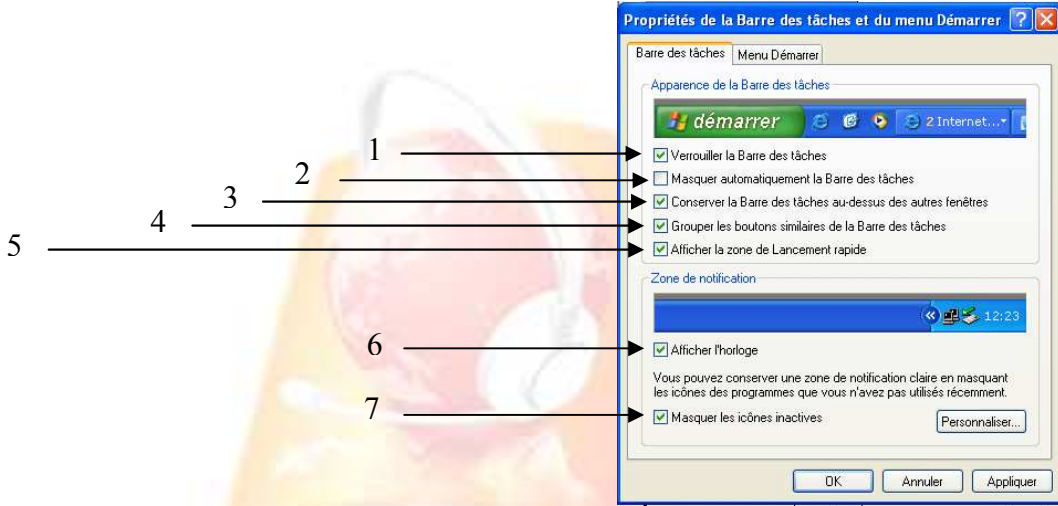 Propriétés de la Barre des tâches et du menu Démarrer
Barre des tâches Menu Démarrer
Apparence de la Barre des tâches
démarrer 2 Internet...
1 Verrouiller la Barre des tâches
2 Masquer automatiquement la Barre des tâches
3 Conserver la Barre des tâches au-dessus des autres fenêtres
4 Grouper les boutons similaires de la Barre des tâches
5 Afficher la zone de Lancement rapide
Zone de notification
12:23
6 Afficher l'horloge
Vous pouvez conserver une zone de notification claire en masquant
les icônes des programmes que vous n'avez pas utilisés récemment.
7 Masquer les icônes inactives
Personnaliser...
OK Annuler Appliquer